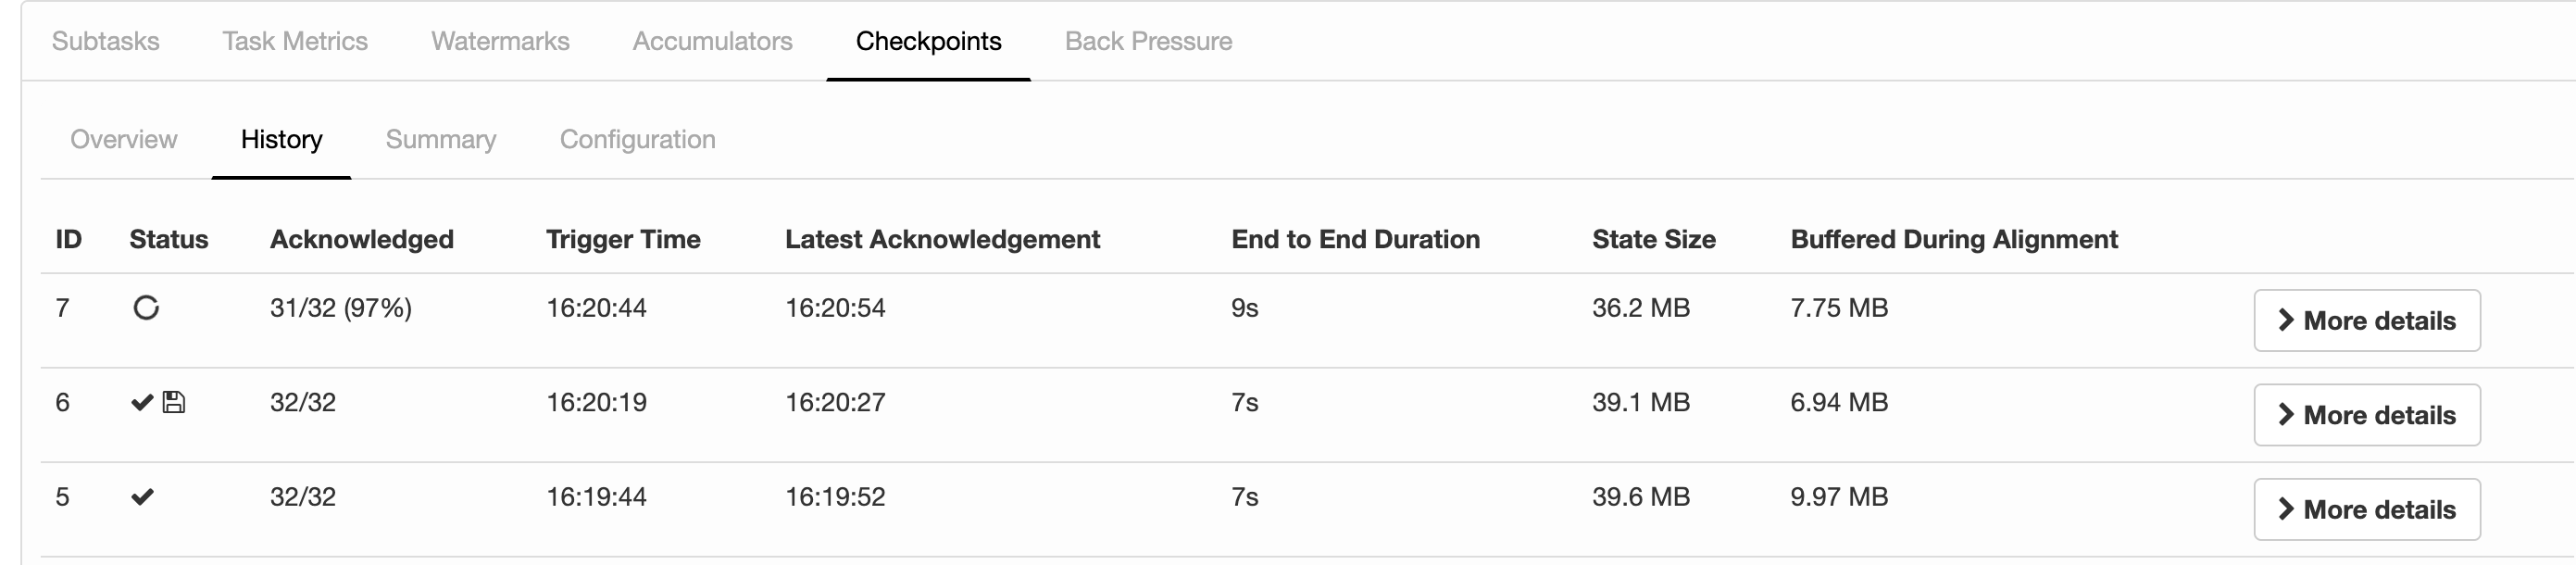 Subtasks Task Metrics Watermarks Accumulators Checkpoints Back Pressure
Overview History Summary Configuration
ID Status Acknowledged Trigger Time Latest Acknowledgement End to End Duration State Size Buffered During Alignment
7 31/32 (97%) 16:20:44 16:20:54 9s 36.2 MB 7.75 MB More details
6 32/32 16:20:19 16:20:27 7s 39.1 MB 6.94 MB More details
5 32/32 16:19:44 16:19:52 7s 39.6 MB 9.97 MB More details